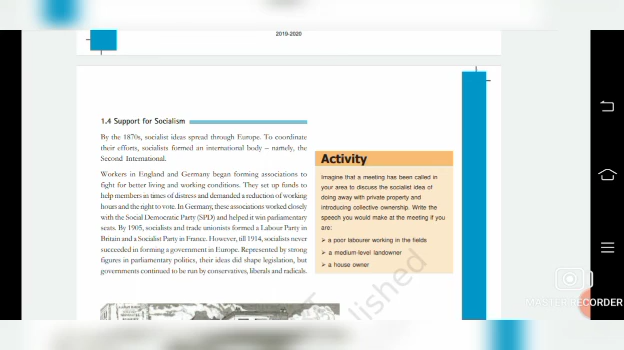 2019-2020
1.4 Support for Socialism
By the 1870s, socialist ideas spread through Europe. To coordinate
their efforts, socialists formed an international body – namely, the
Second International.
Workers in England and Germany began forming associations to
fight for better living and working conditions. They set up funds to
help members in times of distress and demanded a reduction of working
hours and the right to vote. In Germany, these associations worked closely
with the Social Democratic Party (SPD) and helped it win parliamentary
seats. By 1905, socialists and trade unionists formed a Labour Party in
Britain and a Socialist Party in France. However, till 1914, socialists never
succeeded in forming a government in Europe. Represented by strong
figures in parliamentary politics, their ideas did shape legislation, but
governments continued to be run by conservatives, liberals and radicals.
Activity
Imagine that a meeting has been called in
your area to discuss the socialist idea of
doing away with private property and
introducing collective ownership. Write the
speech you would make at the meeting if you
are:
➤ a poor labourer working in the fields
➤ a medium-level landowner
➤ a house owner
lished
RECORDER